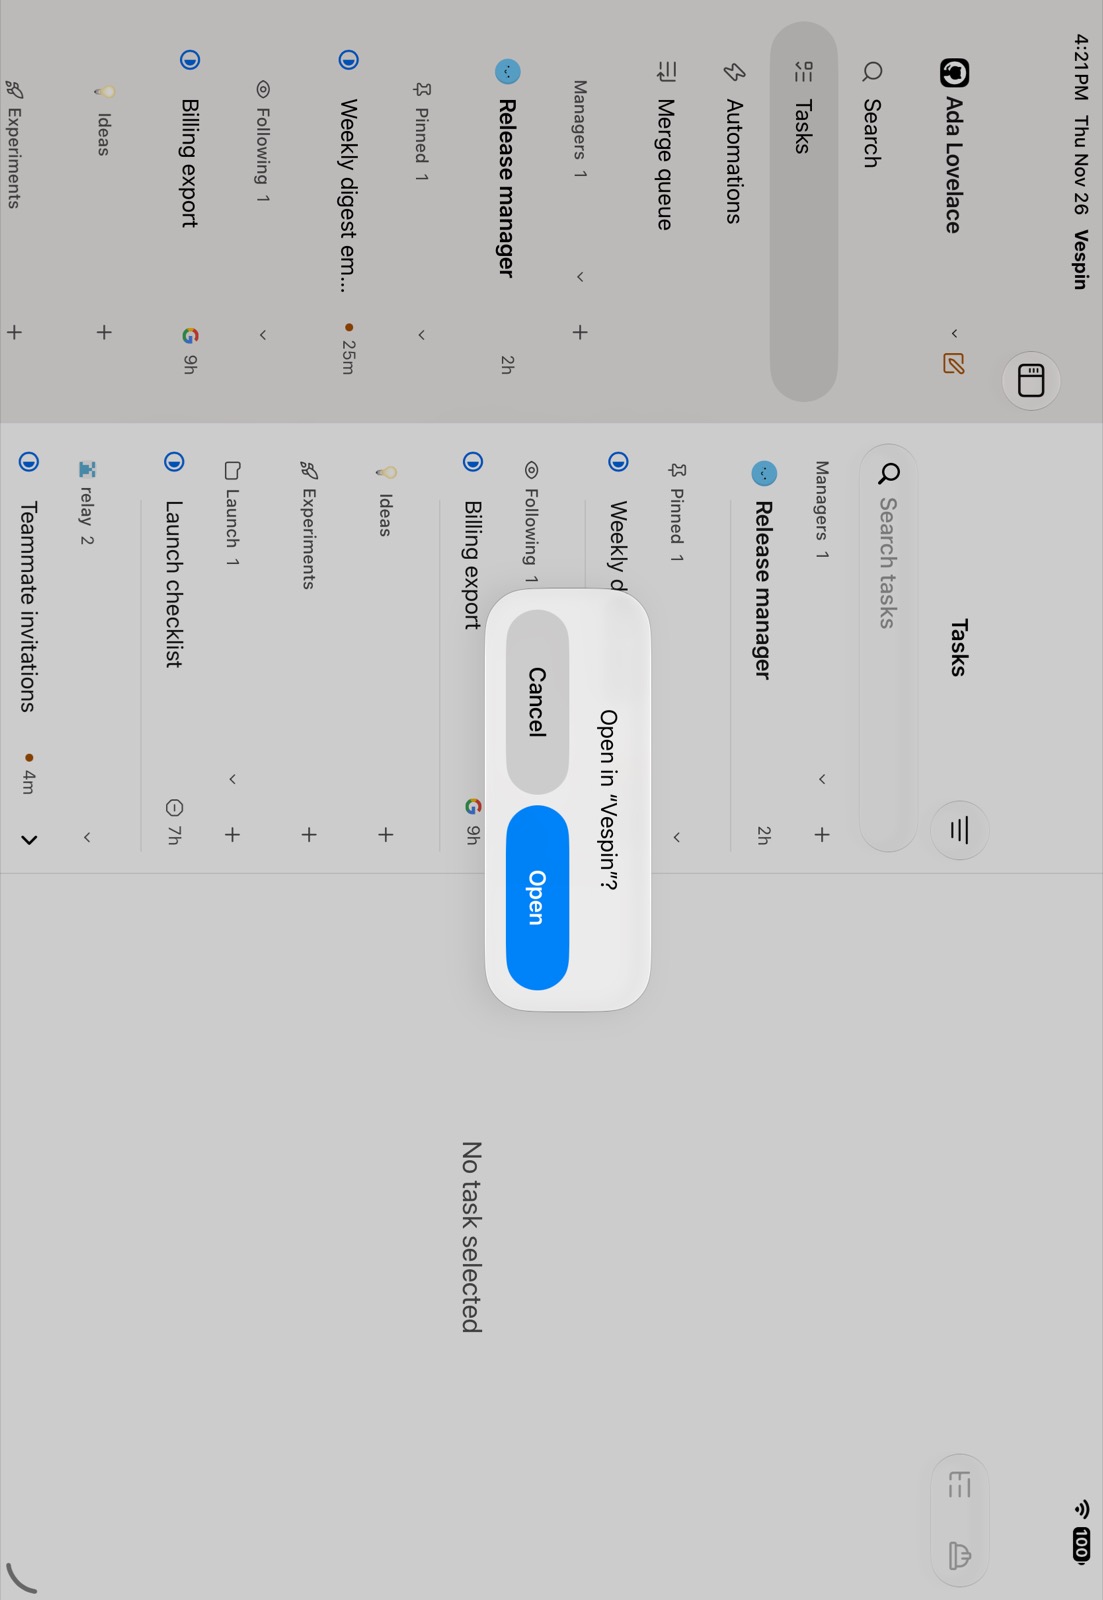 4:21 PM Thu Nov 26 Vespin
100
Ada Lovelace
Search
Tasks
Automations
Merge queue
Managers 1
Release manager 2h
Pinned 1
Weekly digest em... 25m
Following 1
Billing export 9h
Ideas
Experiments
Tasks
Search tasks
Managers 1
Release manager 2h
Pinned 1
Weekly d
Following 1
Billing export 9h
Ideas
Experiments
Launch 1
Launch checklist 7h
relay 2
Teammate invitations 4m
Open in “Vespin”?
Cancel
Open
No task selected